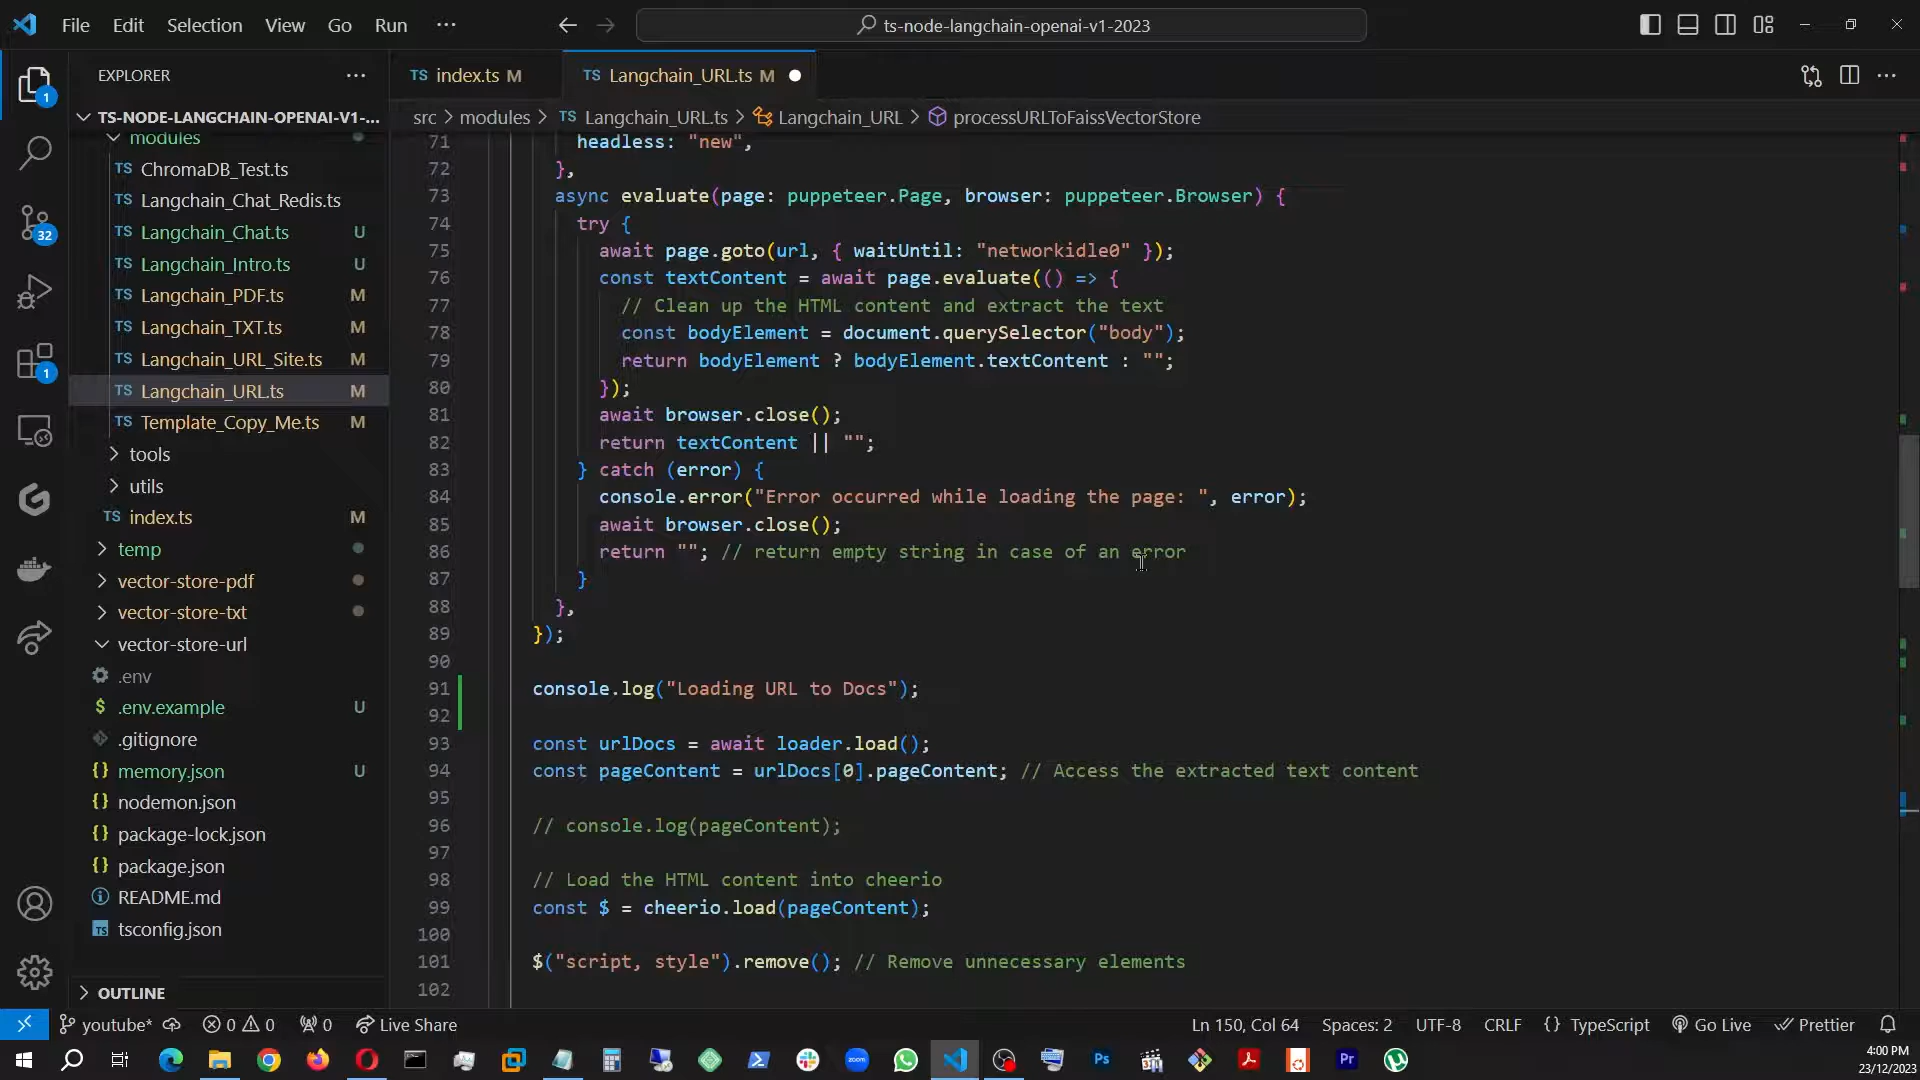 File Edit Selection View Go Run ···
ts-node-langchain-openai-v1-2023
EXPLORER ···
TS index.ts M
TS Langchain_URL.ts M
src > modules > TS Langchain_URL.ts > Langchain_URL > processURLToFaissVectorStore
1
32
1
TS-NODE-LANGCHAIN-OPENAI-V1-...
modules
TS ChromaDB_Test.ts
TS Langchain_Chat_Redis.ts
TS Langchain_Chat.ts U
TS Langchain_Intro.ts U
TS Langchain_PDF.ts M
TS Langchain_TXT.ts M
TS Langchain_URL_Site.ts M
TS Langchain_URL.ts M
TS Template_Copy_Me.ts M
tools
utils
TS index.ts M
temp
vector-store-pdf
vector-store-txt
vector-store-url
.env
$ .env.example U
.gitignore
{} memory.json U
{} nodemon.json
{} package-lock.json
{} package.json
README.md
TS tsconfig.json
OUTLINE
71 headless: "new",
72 },
73 async evaluate(page: puppeteer.Page, browser: puppeteer.Browser) {
74 try {
75 await page.goto(url, { waitUntil: "networkidle0" });
76 const textContent = await page.evaluate(() => {
77 // Clean up the HTML content and extract the text
78 const bodyElement = document.querySelector("body");
79 return bodyElement ? bodyElement.textContent : "";
80 });
81 await browser.close();
82 return textContent || "";
83 } catch (error) {
84 console.error("Error occurred while loading the page: ", error);
85 await browser.close();
86 return ""; // return empty string in case of an error
87 }
88 },
89 });
90
91 console.log("Loading URL to Docs");
92
93 const urlDocs = await loader.load();
94 const pageContent = urlDocs[0].pageContent; // Access the extracted text content
95
96 // console.log(pageContent);
97
98 // Load the HTML content into cheerio
99 const $ = cheerio.load(pageContent);
100
101 $("script, style").remove(); // Remove unnecessary elements
102
youtube* 0 0 0 Live Share
Ln 150, Col 64 Spaces: 2 UTF-8 CRLF {} TypeScript Go Live Prettier
zoom Ps Pr
4:00 PM
23/12/2023